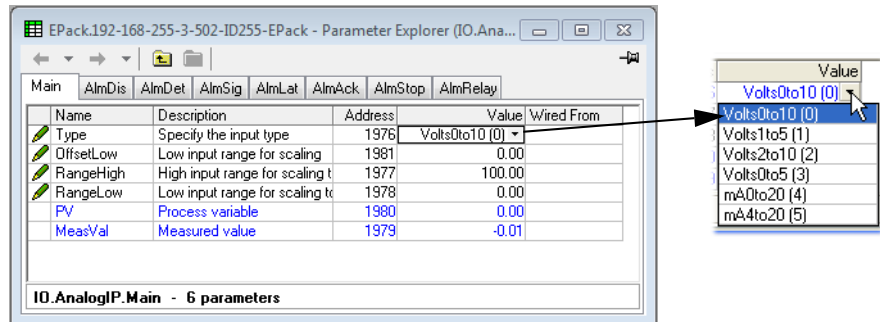 EPack.192-168-255-3-502-ID255-EPack - Parameter Explorer (IO.Ana...
Main AlmDis AlmDet AlmSig AlmLat AlmAck AlmStop AlmRelay
Name Description Address Value Wired From
Type Specify the input type 1976 Volts0to10 (0)
OffsetLow Low input range for scaling 1981 0.00
RangeHigh High input range for scaling t 1977 100.00
RangeLow Low input range for scaling to 1978 0.00
PV Process variable 1980 0.00
MeasVal Measured value 1979 -0.01
IO.AnalogIP.Main - 6 parameters
Value
Volts0to10 (0)
Volts0to10 (0)
Volts1to5 (1)
Volts2to10 (2)
Volts0to5 (3)
mA0to20 (4)
mA4to20 (5)